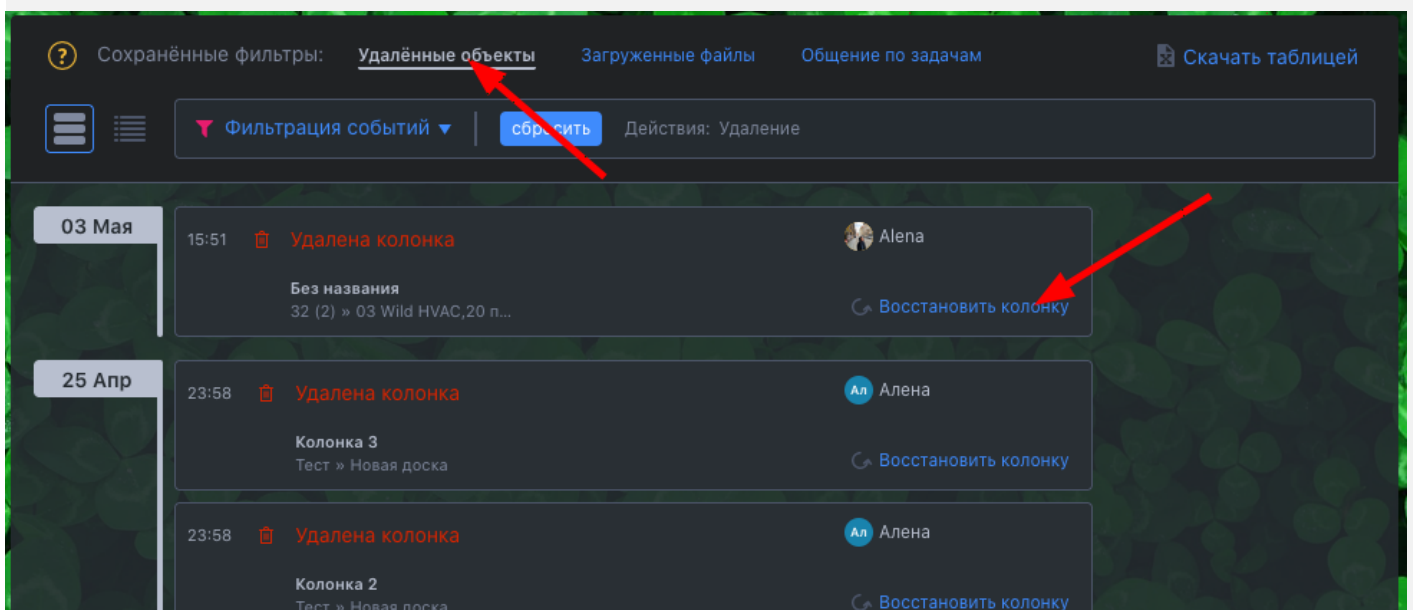 ? Сохранённые фильтры: Удалённые объекты Загруженные файлы Общение по задачам Скачать таблицей
Фильтрация событий ▼ сбросить Действия: Удаление
03 Мая
15:51 Удалена колонка Alena
Без названия
32 (2) » 03 Wild HVAC,20 п...
Восстановить колонку
25 Апр
23:58 Удалена колонка Ал Алена
Колонка 3
Тест » Новая доска
Восстановить колонку
23:58 Удалена колонка Ал Алена
Колонка 2
Тест » Новая доска
Восстановить колонку